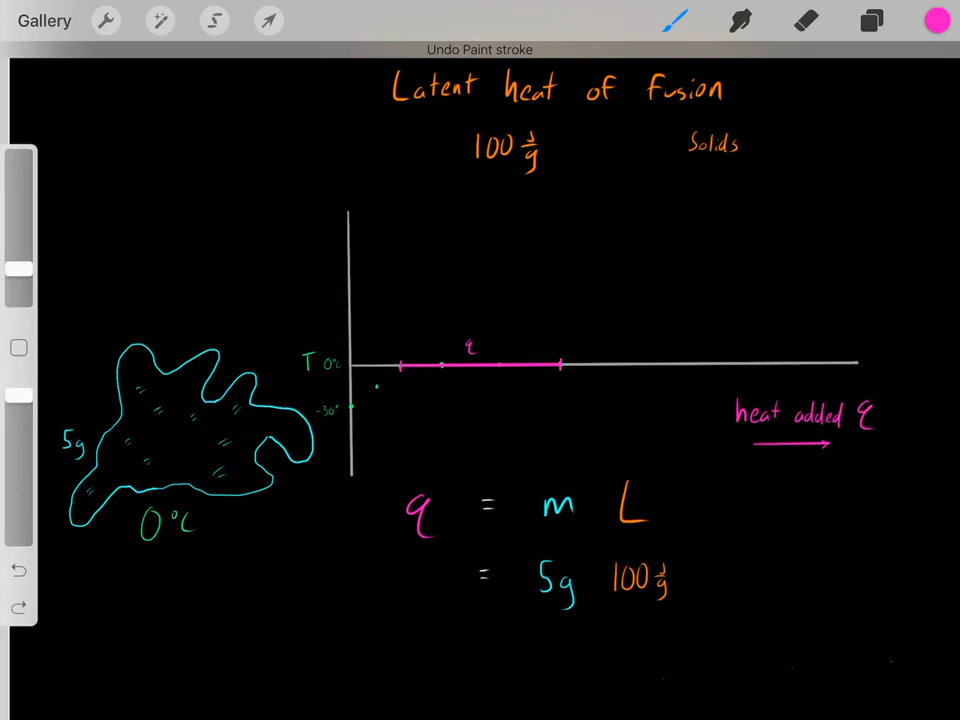 Gallery
Undo Paint stroke
Latent heat of fusion
100 J/g Solids
q
T 0°C
-30°
heat added q
5g
0°C
q = m L
= 5g 100 J/g